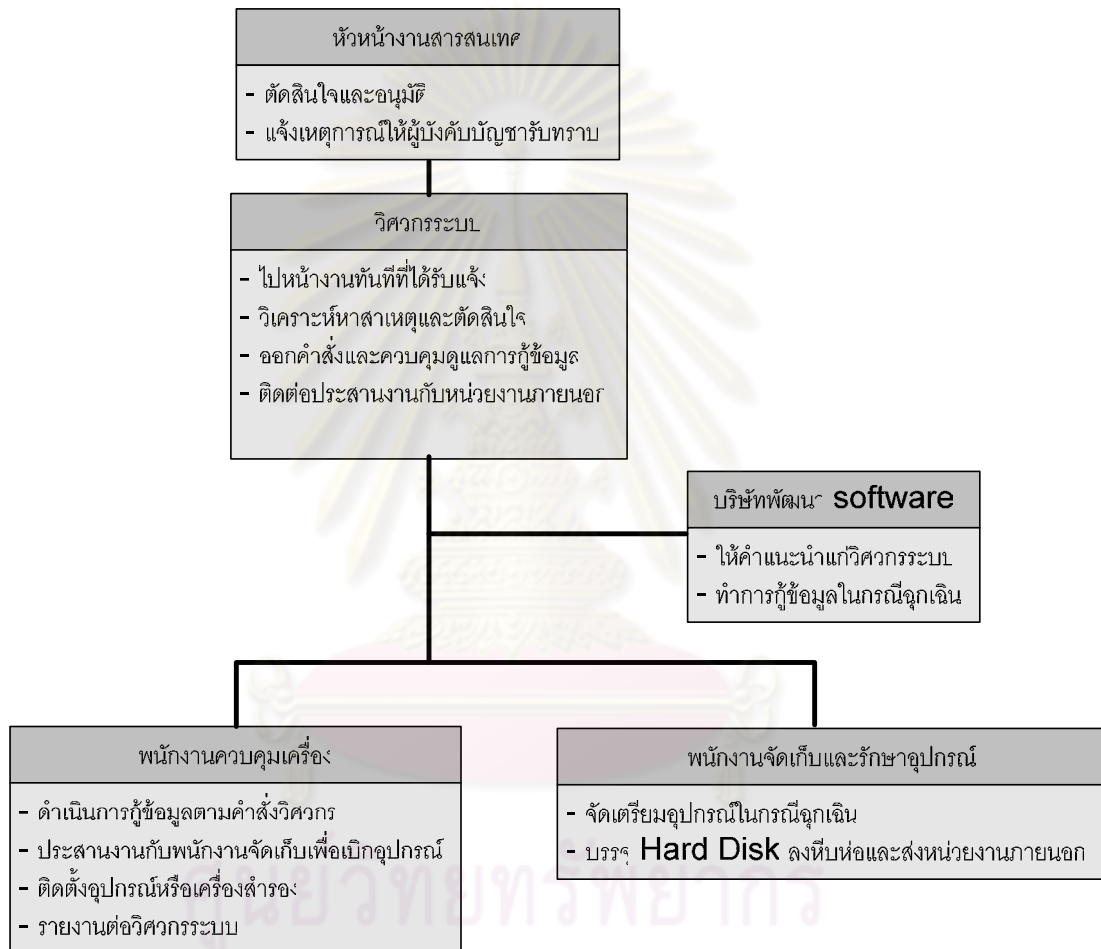 หัวหน้างานสารสนเทศ
- ตัดสินใจและอนุมัติ
- แจ้งเหตุการณ์ให้ผู้บังคับบัญชารับทราบ
วิศวกรระบบ
- ไปหน้างานทันทีที่ได้รับแจ้ง
- วิเคราะห์หาสาเหตุและตัดสินใจ
- ออกคำสั่งและควบคุมดูแลการกู้ข้อมูล
- ติดต่อประสานงานกับหน่วยงานภายนอก
บริษัทพัฒนา software
- ให้คำแนะนำแก่วิศวกรระบบ
- ทำการกู้ข้อมูลในกรณีฉุกเฉิน
พนักงานควบคุมเครื่อง
- ดำเนินการกู้ข้อมูลตามคำสั่งวิศวกร
- ประสานงานกับพนักงานจัดเก็บเพื่อเบิกอุปกรณ์
- ติดตั้งอุปกรณ์หรือเครื่องสำรอง
- รายงานต่อวิศวกรระบบ
พนักงานจัดเก็บและรักษาอุปกรณ์
- จัดเตรียมอุปกรณ์ในกรณีฉุกเฉิน
- บรรจุ Hard Disk ลงหีบห่อและส่งหน่วยงานภายนอก
ศูนย์วิทยทรัพยากร